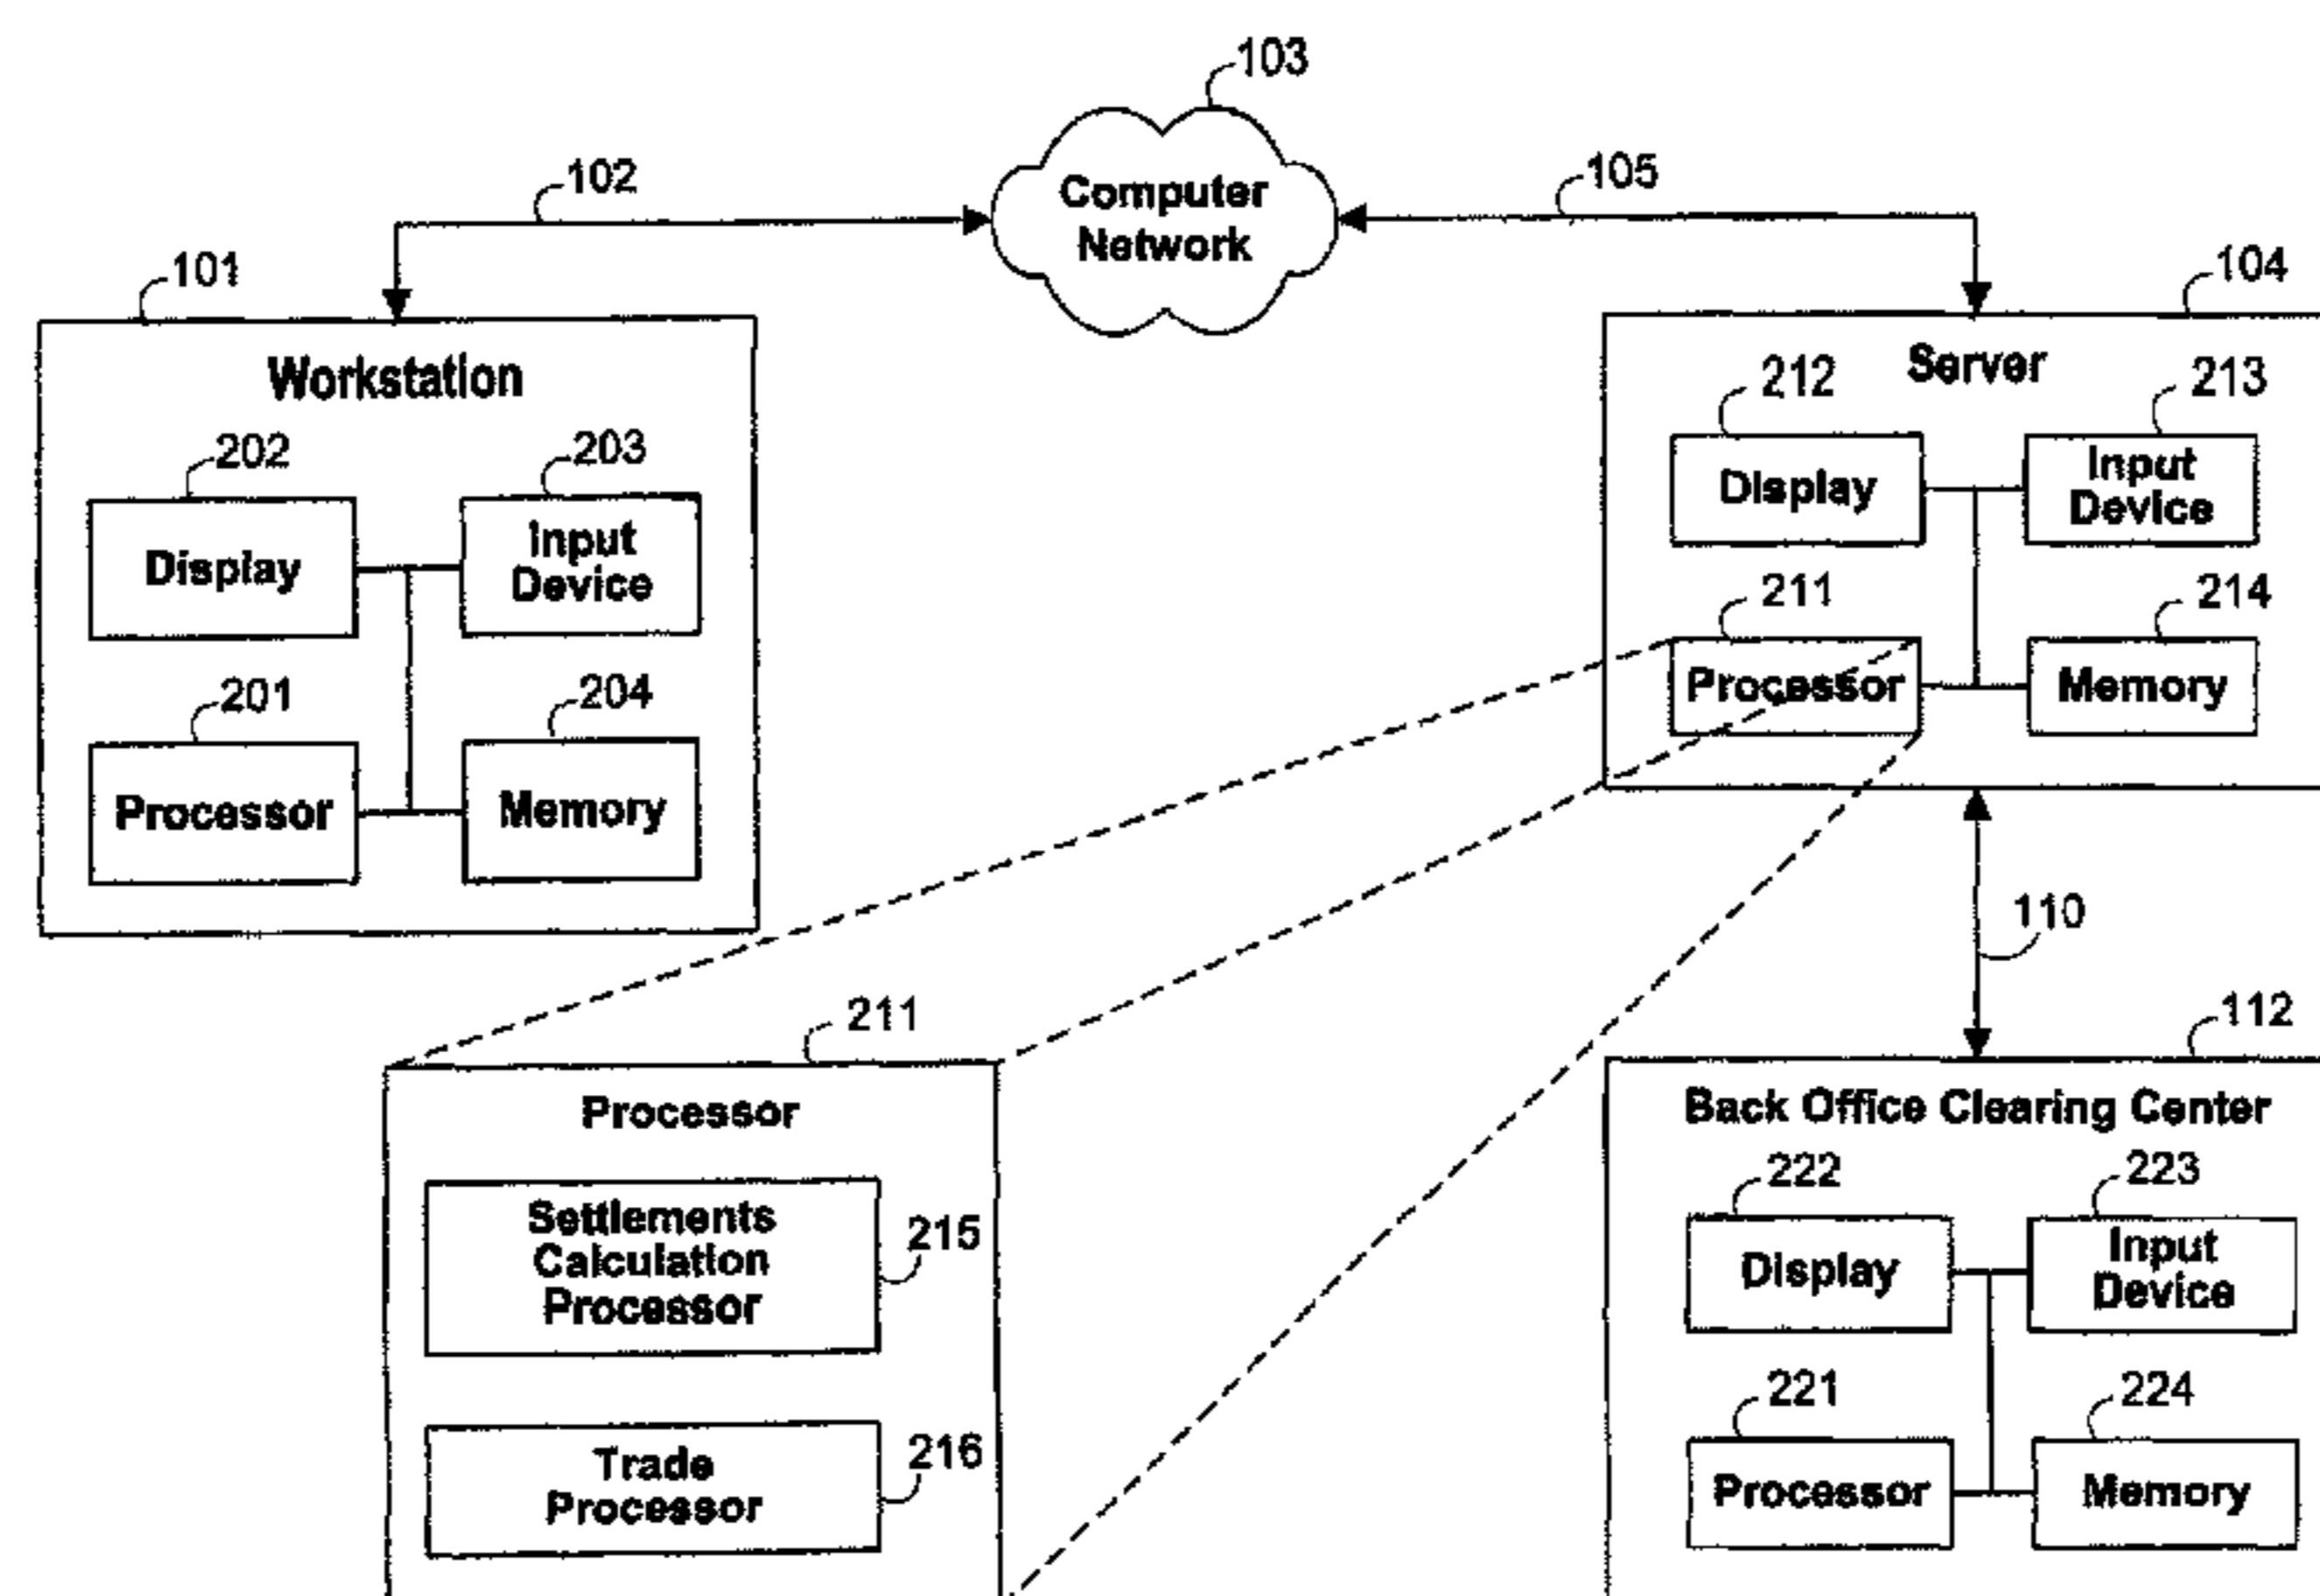 103
Computer
Network
102
105
101
Workstation
202
203
Display
Input
Device
201
204
Processor
Memory
104
Server
212
213
Display
Input
Device
211
214
Processor
Memory
110
211
Processor
Settlements
Calculation
Processor
215
Trade
Processor
216
112
Back Office Clearing Center
222
223
Display
Input
Device
221
224
Processor
Memory